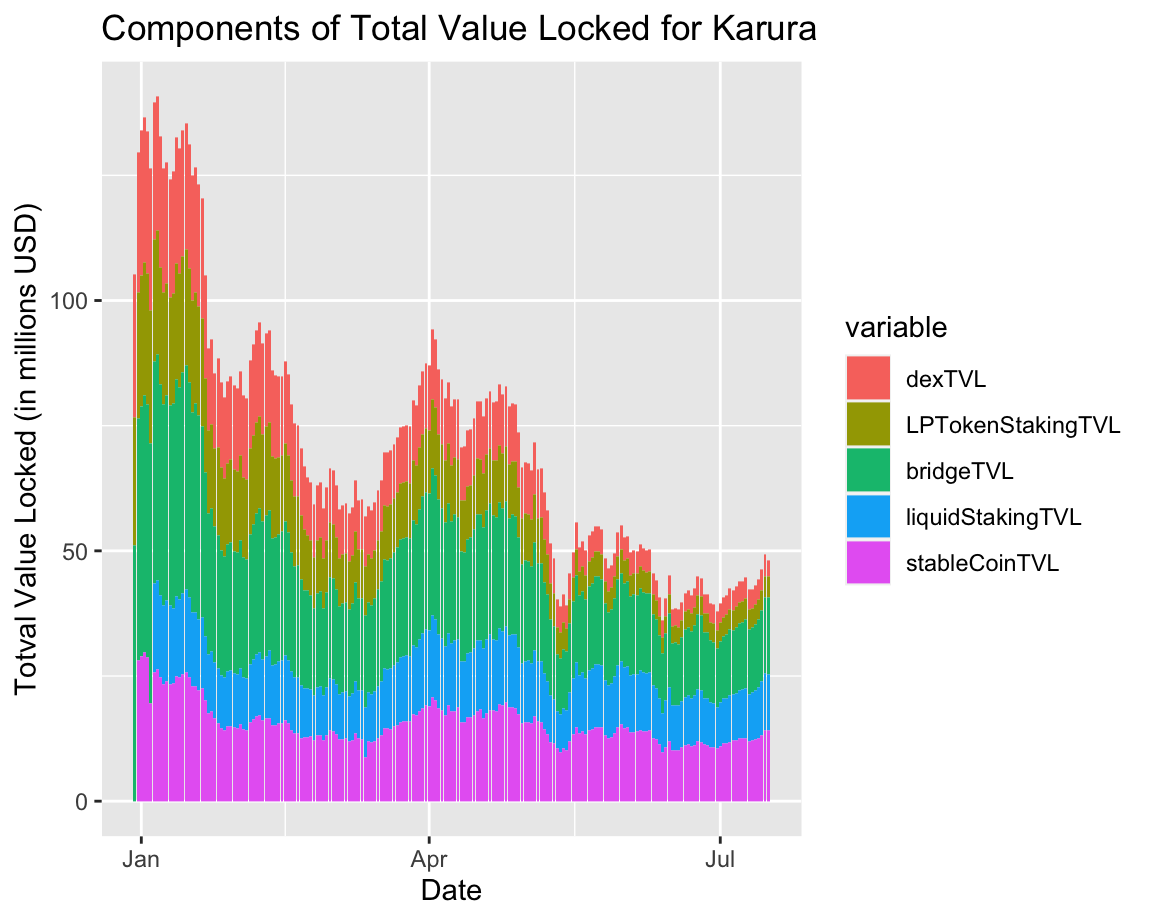 Components of Total Value Locked for Karura
Totval Value Locked (in millions USD)
100
50
0
Jan
Apr
Jul
Date
variable
dexTVL
LPTokenStakingTVL
bridgeTVL
liquidStakingTVL
stableCoinTVL